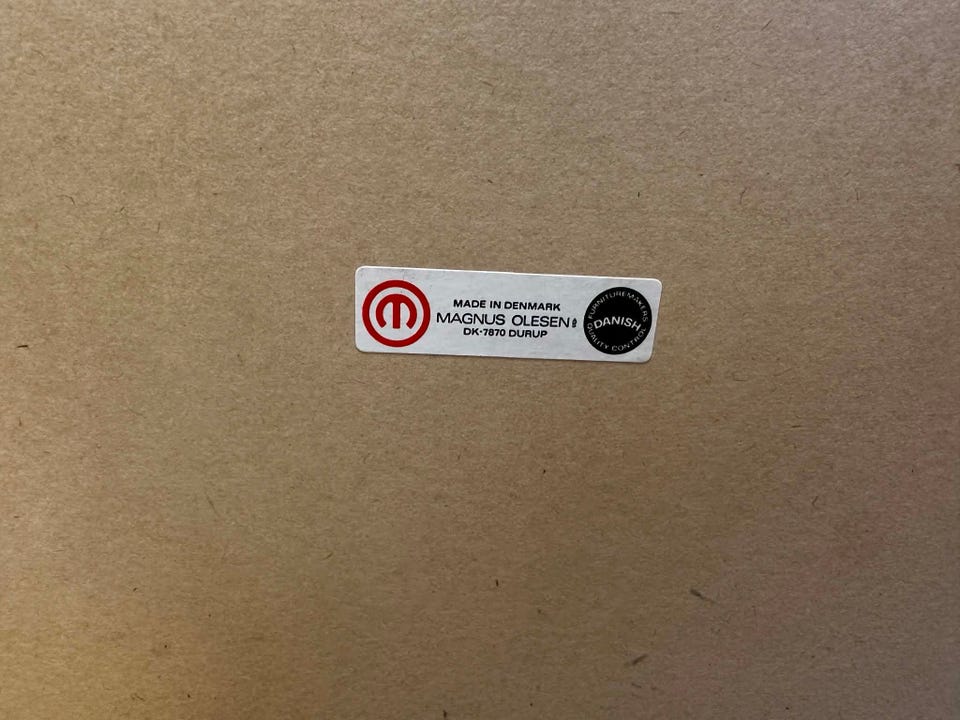 MADE IN DENMARK
MAGNUS OLESEN
DK-7870 DURUP
FURNITUREMAKERS
DANISH
QUALITY CONTROL